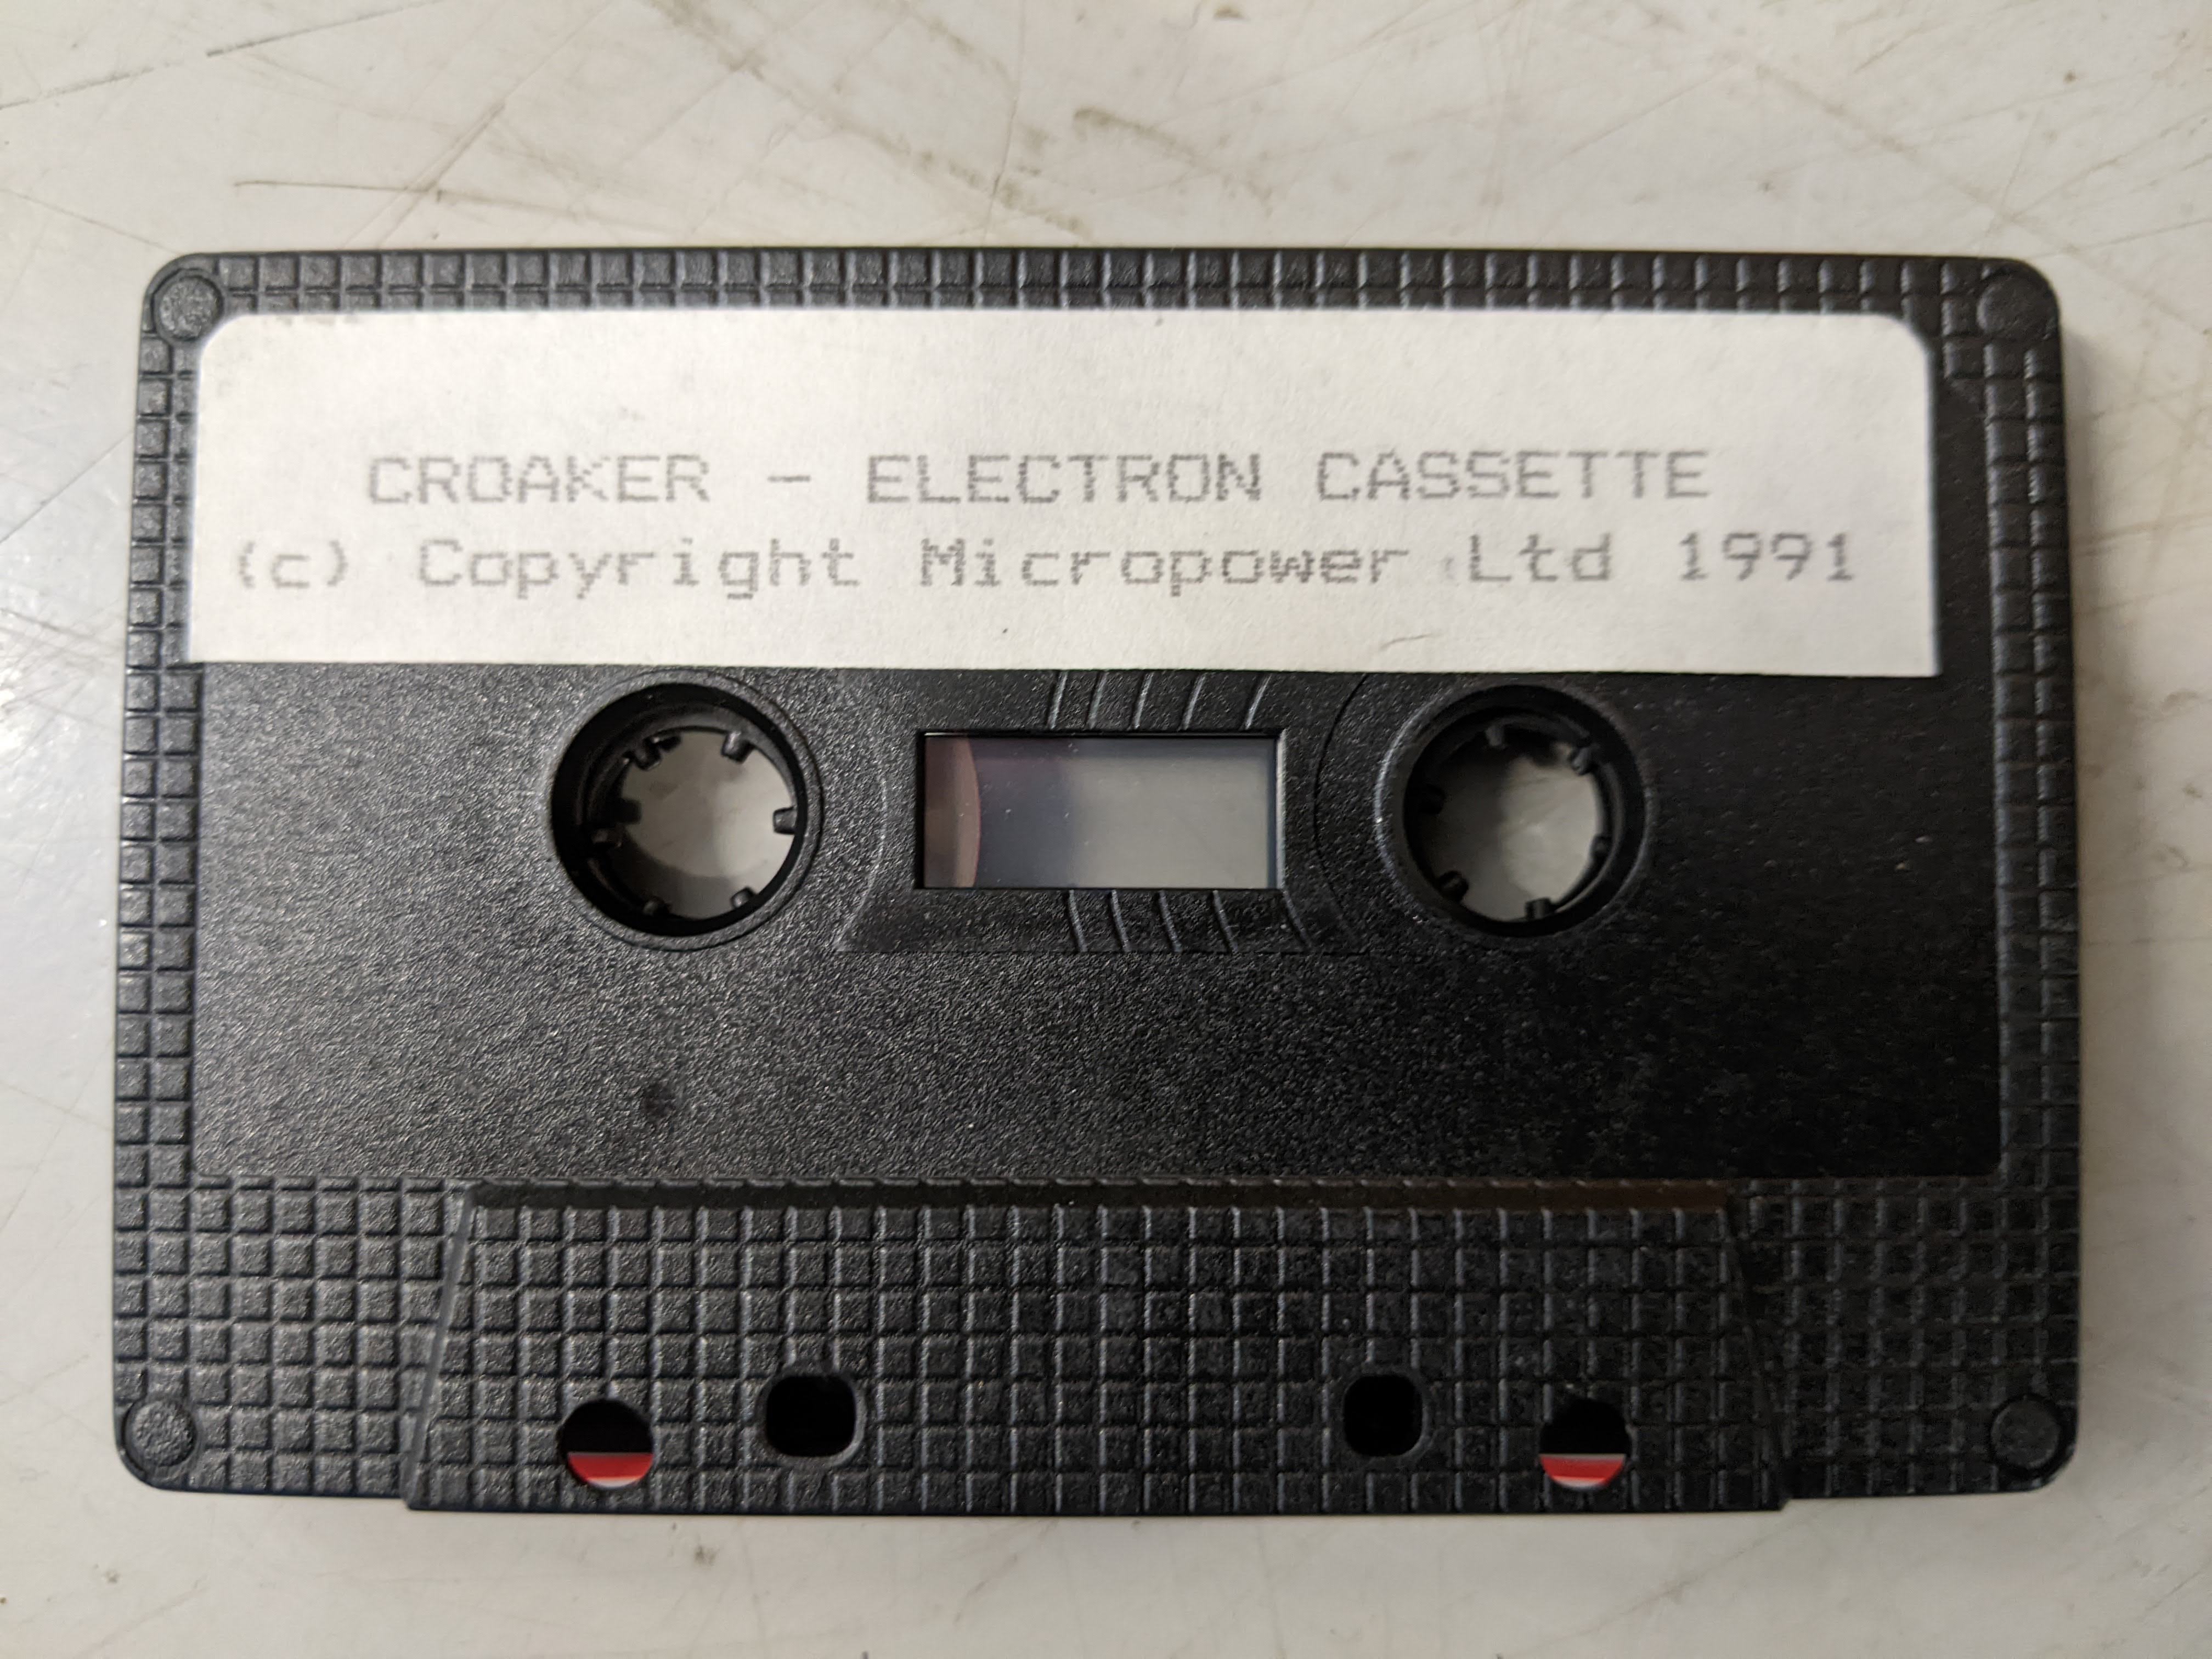 CROAKER - ELECTRON CASSETTE
(c) Copyright Micropower Ltd 1991